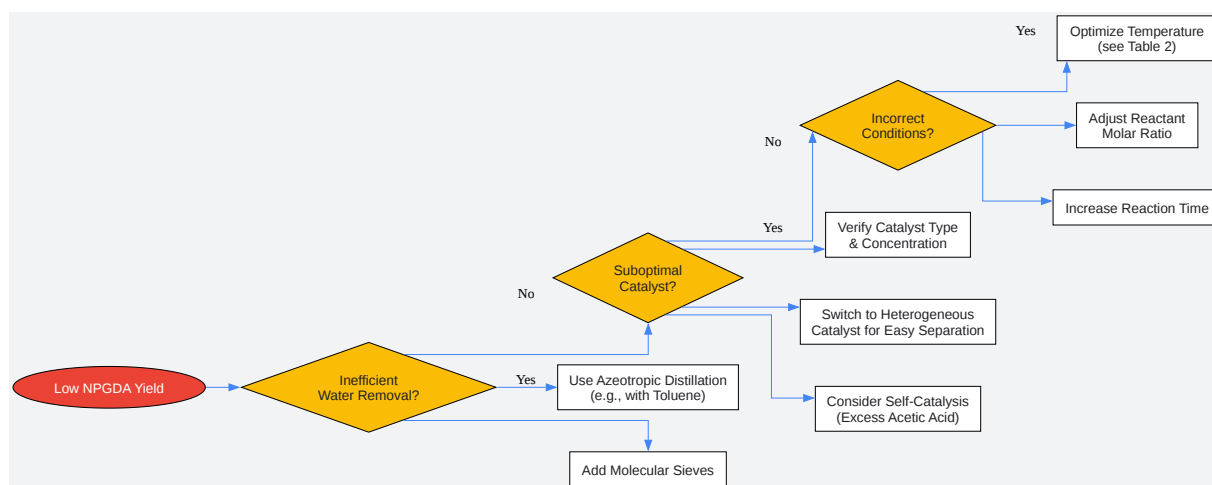 Yes
Optimize Temperature
(see Table 2)
Incorrect
Conditions?
Adjust Reactant
Molar Ratio
No
Increase Reaction Time
Yes
Verify Catalyst Type
& Concentration
Suboptimal
Catalyst?
No
Switch to Heterogeneous
Catalyst for Easy Separation
Low NPGDA Yield
Inefficient
Water Removal?
Yes
Use Azeotropic Distillation
(e.g., with Toluene)
Consider Self-Catalysis
(Excess Acetic Acid)
Add Molecular Sieves